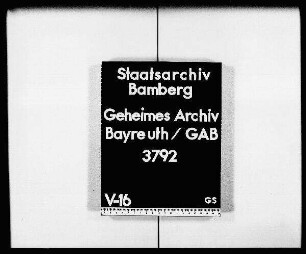 Staatsarchiv
Bamberg
Geheimes Archiv
Bayreuth / GAB
3792
V-16 GS